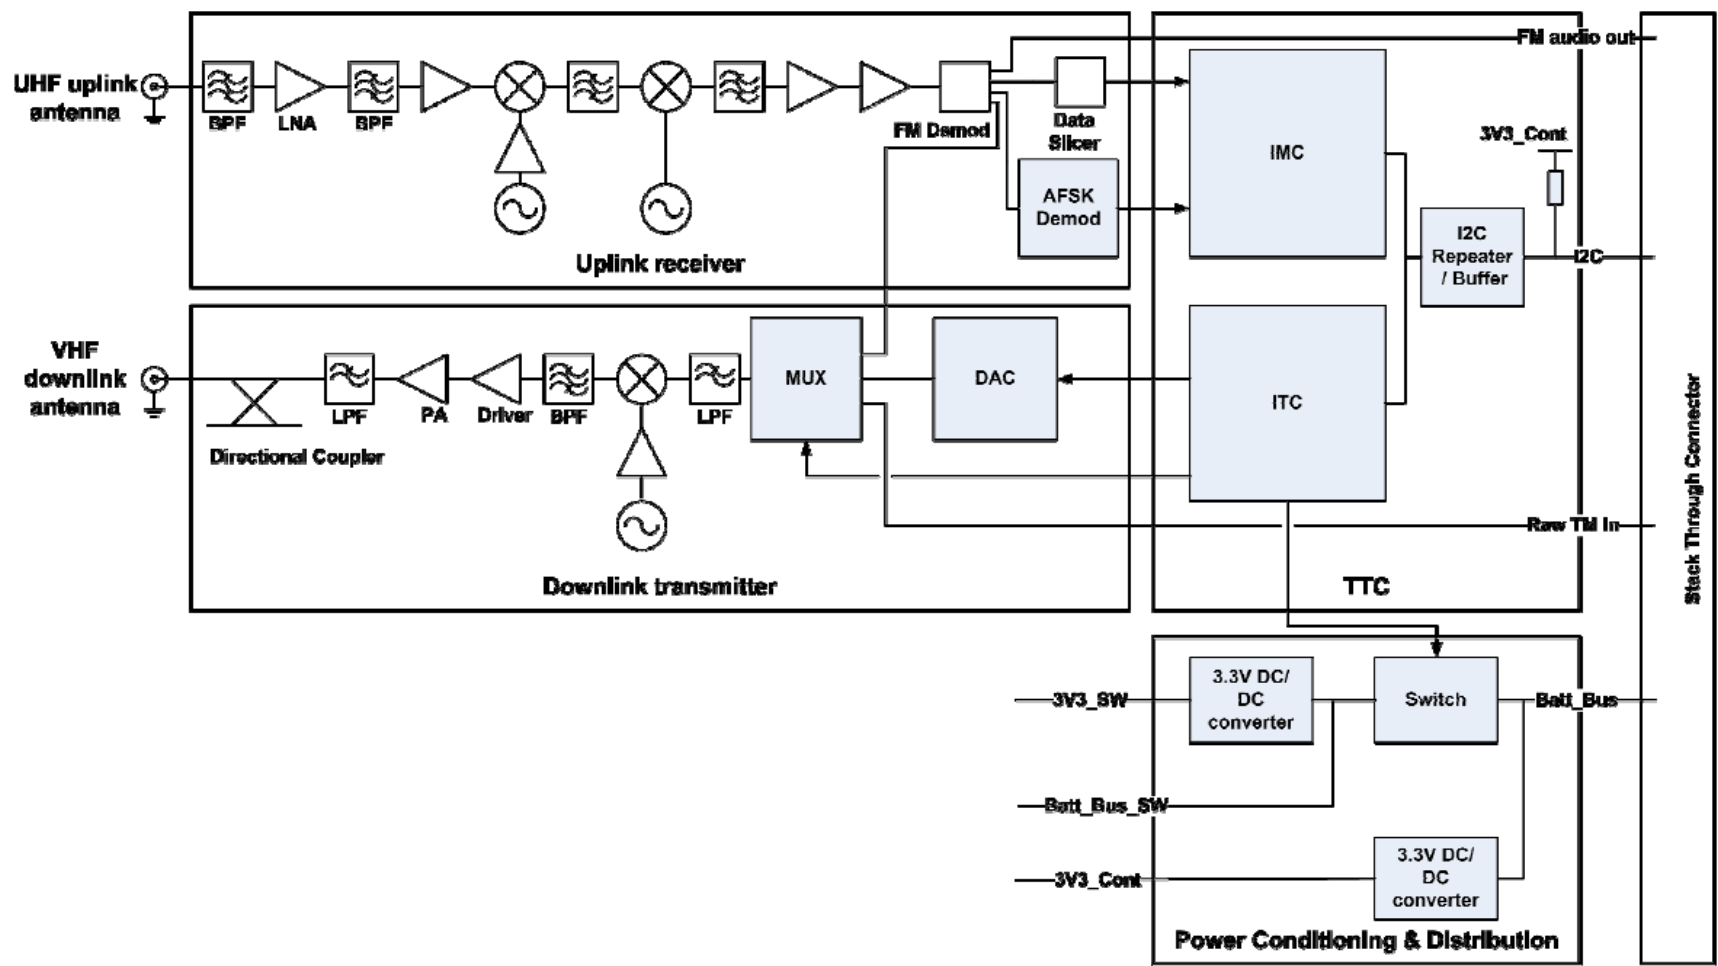 FM audio out
UHF uplink
antenna
BPF
LNA
BPF
FM Demod
Data
Slicer
AFSK
Demod
Uplink receiver
IMC
3V3_Cont
I2C
Repeater
/ Buffer
I2C
VHF
downlink
antenna
LPF
PA
Driver
BPF
LPF
MUX
DAC
ITC
Directional Coupler
Raw TM In
Downlink transmitter
TTC
Stack Through Connector
3V3_SW
3.3V DC/
DC
converter
Switch
Batt_Bus
Batt_Bus_SW
3V3_Cont
3.3V DC/
DC
converter
Power Conditioning & Distribution